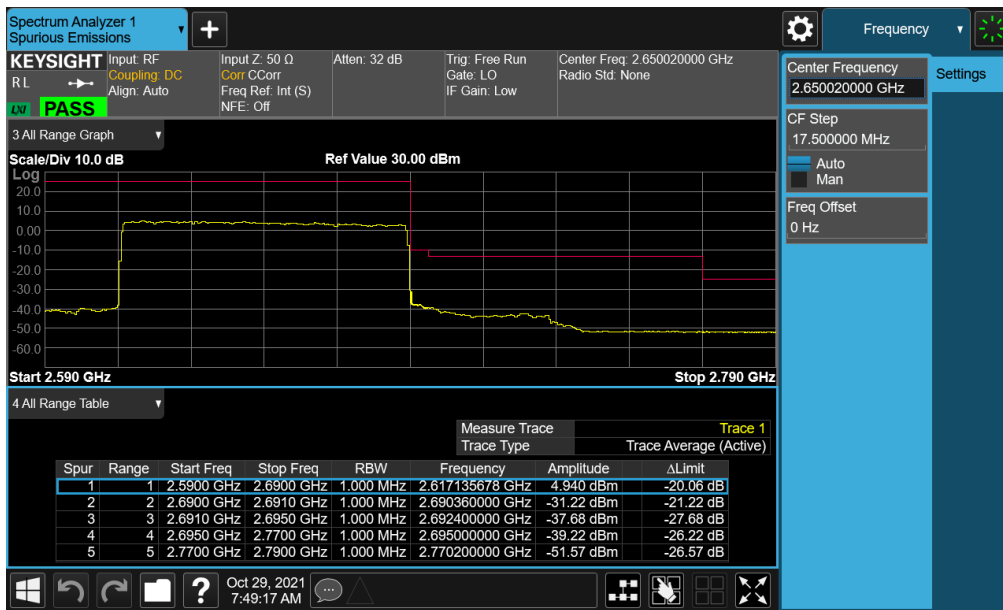 Spectrum Analyzer 1
Spurious Emissions
+
Frequency
KEYSIGHT
R L
LXI
PASS
Input: RF
Coupling: DC
Align: Auto
Input Z: 50 Ω
Corr CCorr
Freq Ref: Int (S)
NFE: Off
Atten: 32 dB
Trig: Free Run
Gate: LO
IF Gain: Low
Center Freq: 2.650020000 GHz
Radio Std: None
Center Frequency
2.650020000 GHz
Settings
CF Step
17.500000 MHz
Auto
Man
Freq Offset
0 Hz
3 All Range Graph
Scale/Div 10.0 dB Ref Value 30.00 dBm
Log
20.0
10.0
0.00
-10.0
-20.0
-30.0
-40.0
-50.0
-60.0
Start 2.590 GHz Stop 2.790 GHz
4 All Range Table
Measure Trace Trace 1
Trace Type Trace Average (Active)
Spur Range Start Freq Stop Freq RBW Frequency Amplitude ΔLimit
1 1 2.5900 GHz 2.6900 GHz 1.000 MHz 2.617135678 GHz 4.940 dBm -20.06 dB
2 2 2.6900 GHz 2.6910 GHz 1.000 MHz 2.690360000 GHz -31.22 dBm -21.22 dB
3 3 2.6910 GHz 2.6950 GHz 1.000 MHz 2.692400000 GHz -37.68 dBm -27.68 dB
4 4 2.6950 GHz 2.7700 GHz 1.000 MHz 2.695000000 GHz -39.22 dBm -26.22 dB
5 5 2.7700 GHz 2.7900 GHz 1.000 MHz 2.770200000 GHz -51.57 dBm -26.57 dB
?
Oct 29, 2021
7:49:17 AM